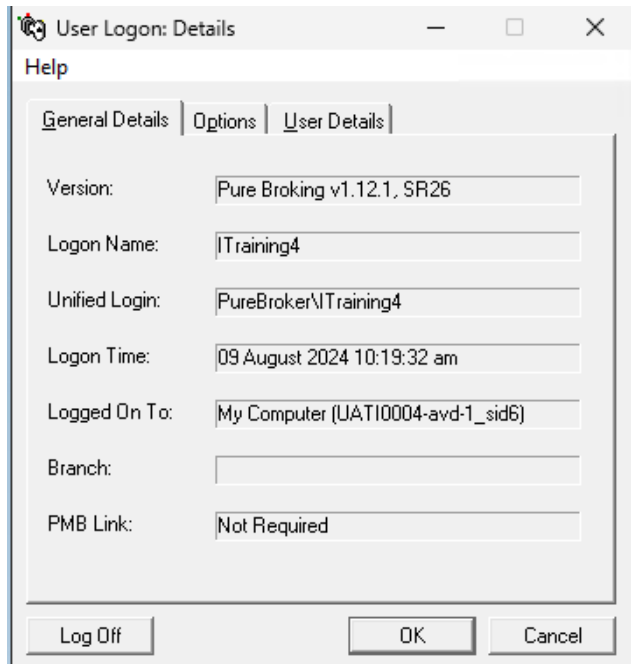 User Logon: Details
Help
General Details Options User Details
Version: Pure Broking v1.12.1, SR26
Logon Name: ITraining4
Unified Login: PureBroker\ITraining4
Logon Time: 09 August 2024 10:19:32 am
Logged On To: My Computer (UATI0004-avd-1_sid6)
Branch:
PMB Link: Not Required
Log Off OK Cancel